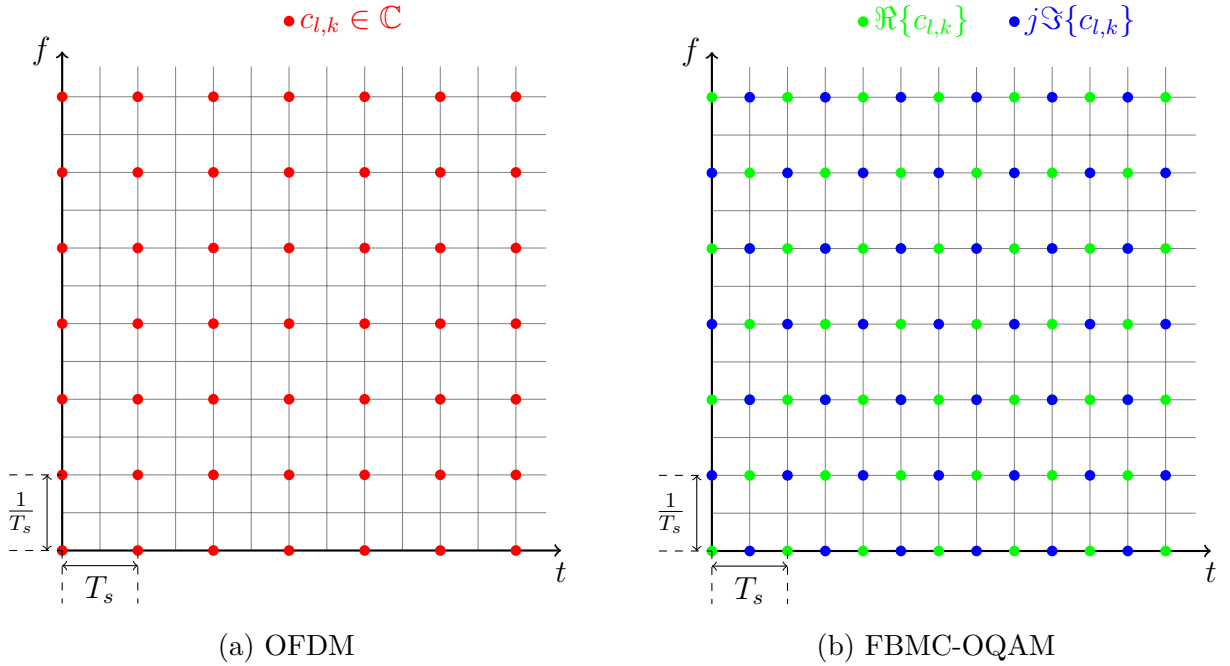 c_{l,k} ∈ ℂ
f
1/T_s
T_s
t
(a) OFDM
ℜ{c_{l,k}}
jℑ{c_{l,k}}
f
1/T_s
T_s
t
(b) FBMC-OQAM